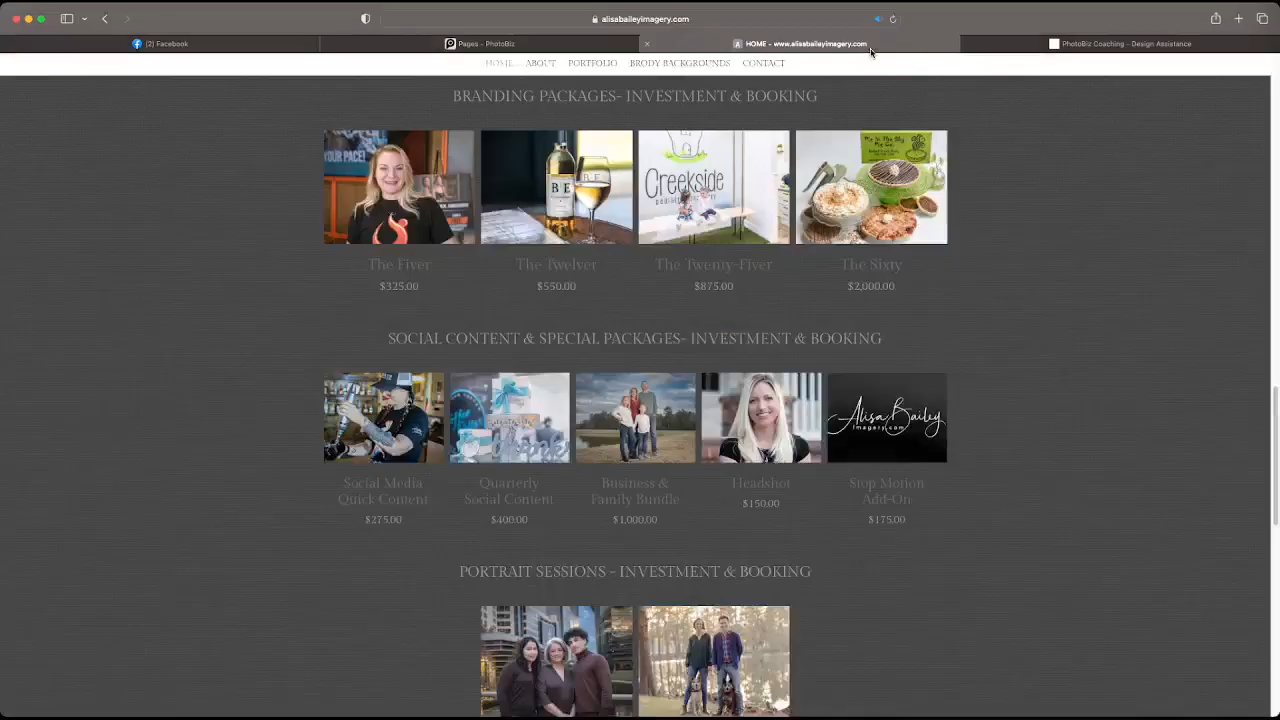 alisabaileyimagery.com
(2) Facebook
Pages - PhotoBiz
HOME - www.alisabaileyimagery.com
PhotoBiz Coaching - Design Assistance
HOME ABOUT PORTFOLIO BRODY BACKGROUNDS CONTACT
BRANDING PACKAGES- INVESTMENT & BOOKING
YOUR PACE!
B|E
B|E
Creekside
The Fiver
$325.00
The Twelver
$550.00
The Twenty-Fiver
$875.00
The Sixty
$2,000.00
SOCIAL CONTENT & SPECIAL PACKAGES- INVESTMENT & BOOKING
Alisa Bailey
Imagery.com
Social Media
Quick Content
$275.00
Quarterly
Social Content
$400.00
Business &
Family Bundle
$1,000.00
Headshot
$150.00
Stop Motion
Add-On
$175.00
PORTRAIT SESSIONS - INVESTMENT & BOOKING